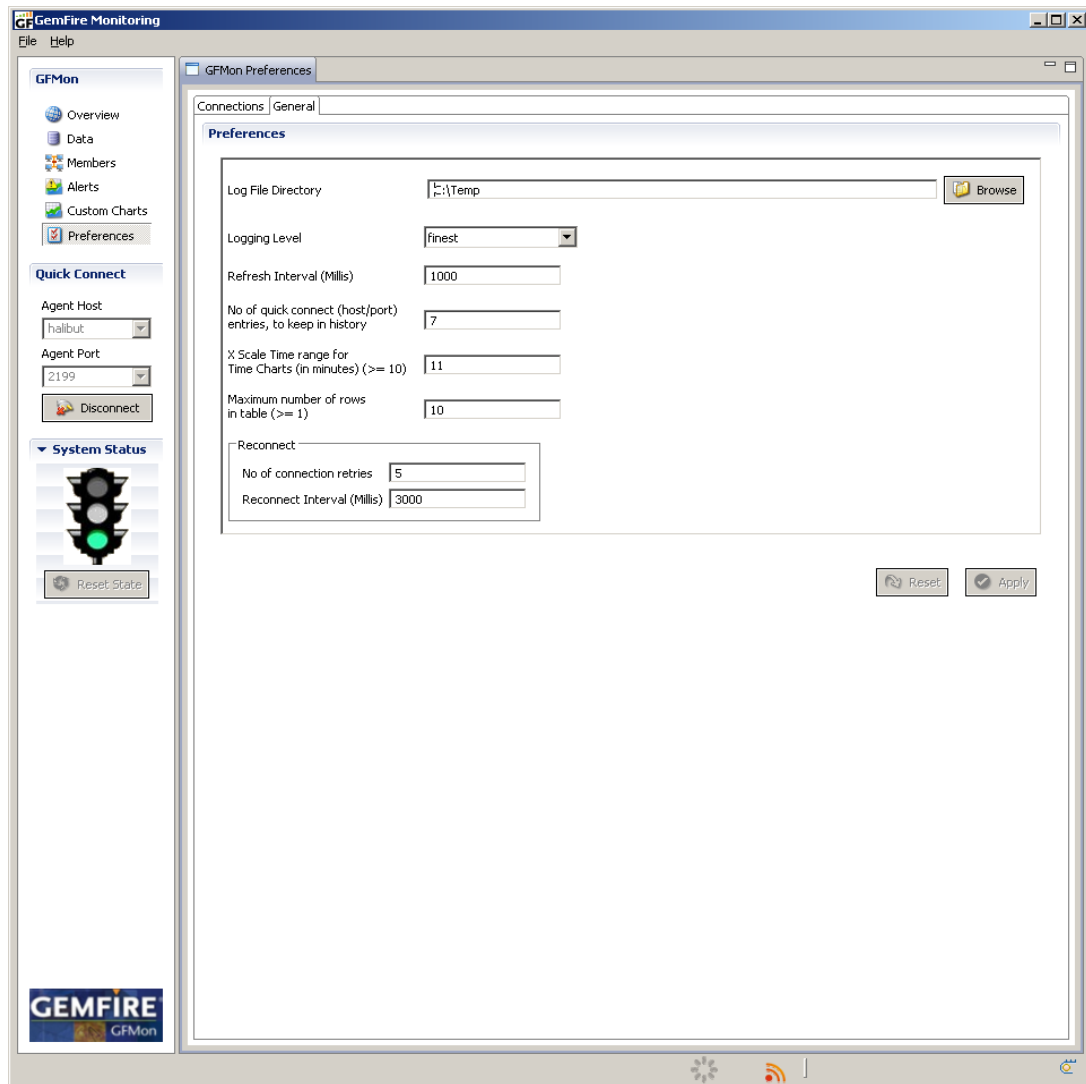 GF GemFire Monitoring
File Help
GFMon
Overview
Data
Members
Alerts
Custom Charts
Preferences
Quick Connect
Agent Host
halibut
Agent Port
2199
Disconnect
System Status
Reset State
GEMFIRE
GFMon
GFMon Preferences
Connections General
Preferences
Log File Directory C:\Temp Browse
Logging Level finest
Refresh Interval (Millis) 1000
No of quick connect (host/port)
entries, to keep in history 7
X Scale Time range for
Time Charts (in minutes) (>= 10) 11
Maximum number of rows
in table (>= 1) 10
Reconnect
No of connection retries 5
Reconnect Interval (Millis) 3000
Reset Apply